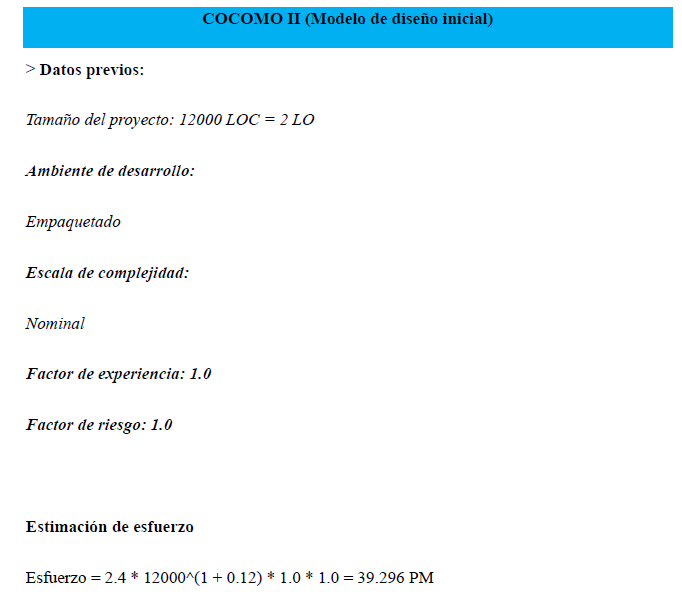 COCOMO II (Modelo de diseño inicial)
> Datos previos:
Tamaño del proyecto: 12000 LOC = 2 LO
Ambiente de desarrollo:
Empaquetado
Escala de complejidad:
Nominal
Factor de experiencia: 1.0
Factor de riesgo: 1.0
Estimación de esfuerzo
Esfuerzo = 2.4 * 12000^(1 + 0.12) * 1.0 * 1.0 = 39.296 PM